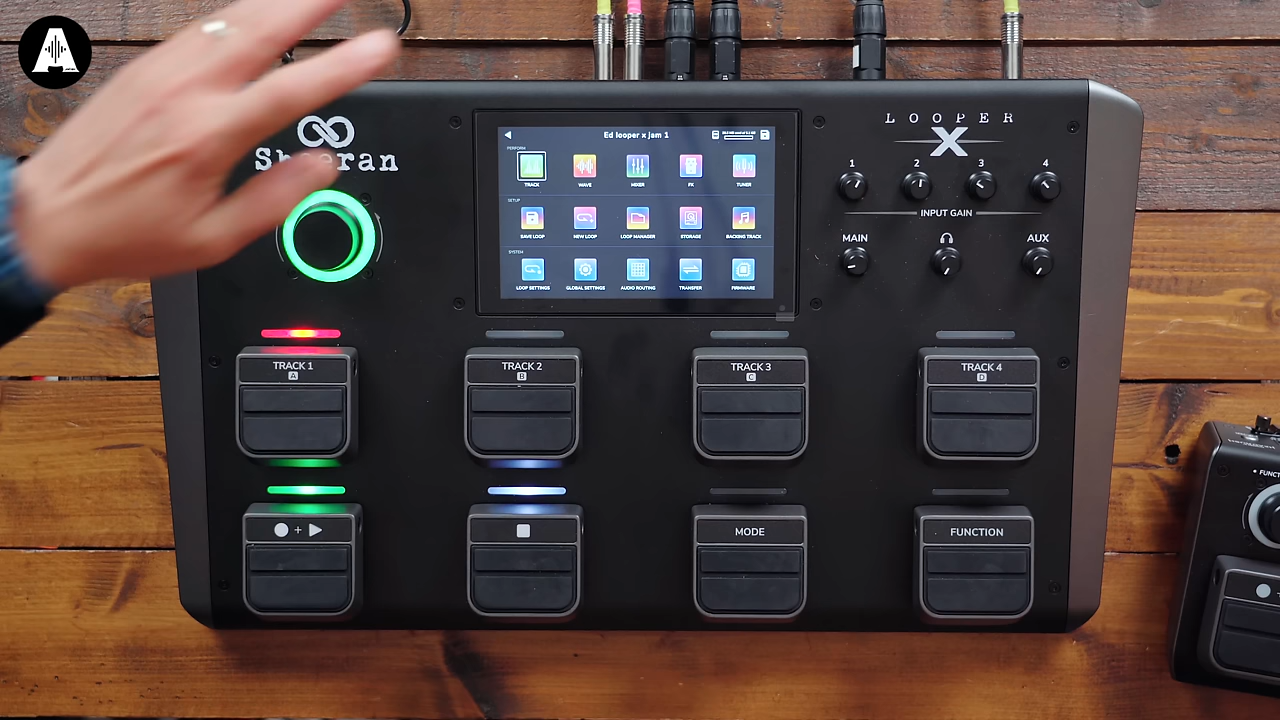 Ed looper x jam 1
PERFORM
TRACK
WAVE
MIXER
FX
TUNER
SETUP
SAVE LOOP
NEW LOOP
LOOP MANAGER
STORAGE
BACKING TRACK
SYSTEM
LOOP SETTINGS
GLOBAL SETTINGS
AUDIO ROUTING
TRANSFER
FIRMWARE
LOOPER
X
1 2 3 4
INPUT GAIN
MAIN AUX
TRACK 1
A
TRACK 2
B
TRACK 3
C
TRACK 4
D
+
MODE
FUNCTION